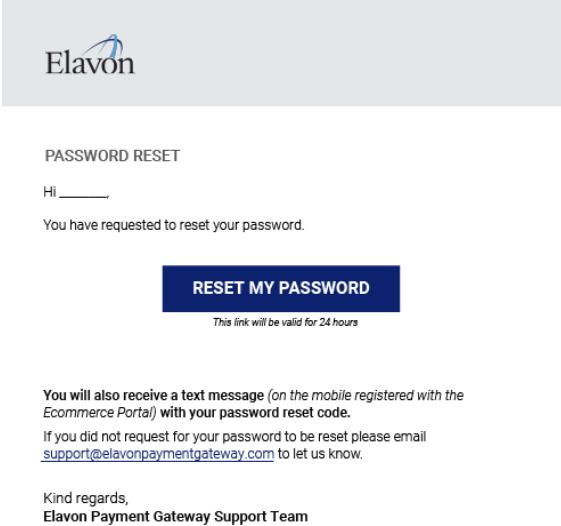 Elavon
PASSWORD RESET
Hi ______,
You have requested to reset your password.
RESET MY PASSWORD
This link will be valid for 24 hours
You will also receive a text message (on the mobile registered with the
Ecommerce Portal) with your password reset code.
If you did not request for your password to be reset please email
support@elavonpaymentgateway.com to let us know.
Kind regards,
Elavon Payment Gateway Support Team